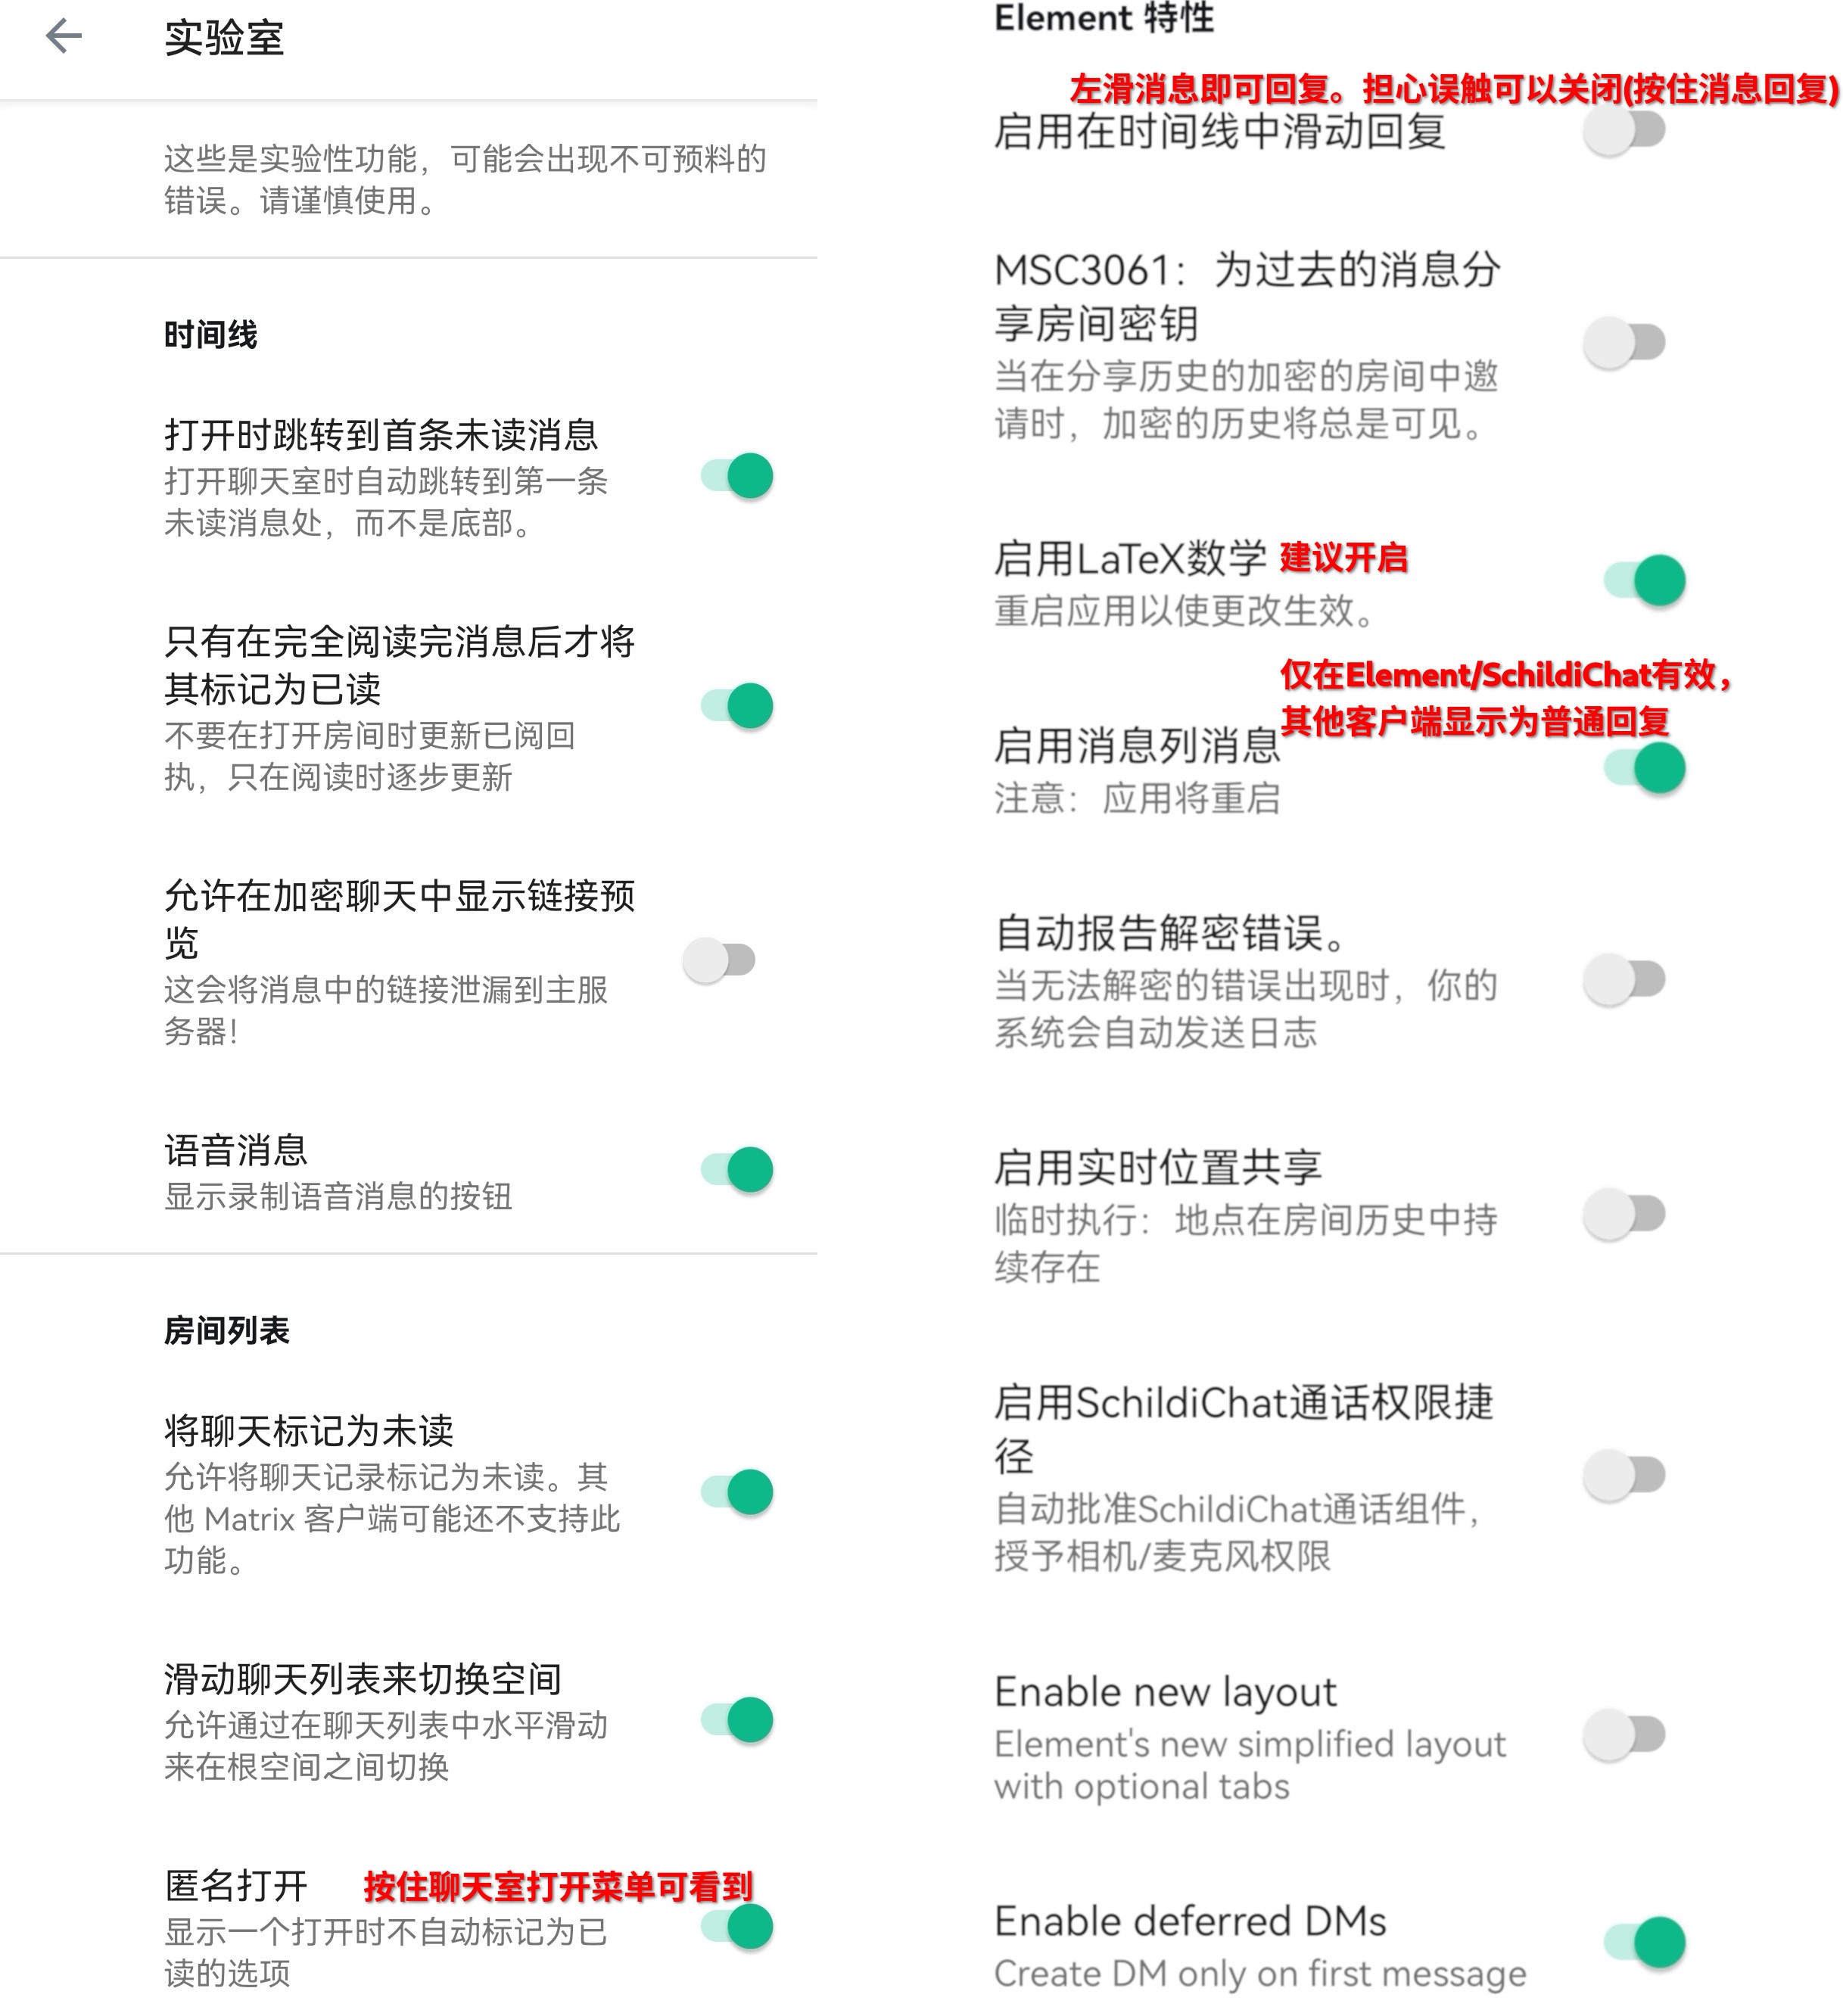 实验室
这些是实验性功能，可能会出现不可预料的
错误。请谨慎使用。
时间线
打开时跳转到首条未读消息
打开聊天室时自动跳转到第一条
未读消息处，而不是底部。
只有在完全阅读完消息后才将
其标记为已读
不要在打开房间时更新已阅回
执，只在阅读时逐步更新
允许在加密聊天中显示链接预
览
这会将消息中的链接泄漏到主服
务器！
语音消息
显示录制语音消息的按钮
房间列表
将聊天标记为未读
允许将聊天记录标记为未读。其
他 Matrix 客户端可能还不支持此
功能。
滑动聊天列表来切换空间
允许通过在聊天列表中水平滑动
来在根空间之间切换
匿名打开 按住聊天室打开菜单可看到
显示一个打开时不自动标记为已
读的选项
Element 特性
左滑消息即可回复。担心误触可以关闭(按住消息回复)
启用在时间线中滑动回复
MSC3061：为过去的消息分
享房间密钥
当在分享历史的加密的房间中邀
请时，加密的历史将总是可见。
启用LaTeX数学 建议开启
重启应用以使更改生效。
仅在Element/SchildiChat有效，
其他客户端显示为普通回复
启用消息列消息
注意：应用将重启
自动报告解密错误。
当无法解密的错误出现时，你的
系统会自动发送日志
启用实时位置共享
临时执行：地点在房间历史中持
续存在
启用SchildiChat通话权限捷
径
自动批准SchildiChat通话组件，
授予相机/麦克风权限
Enable new layout
Element's new simplified layout
with optional tabs
Enable deferred DMs
Create DM only on first message